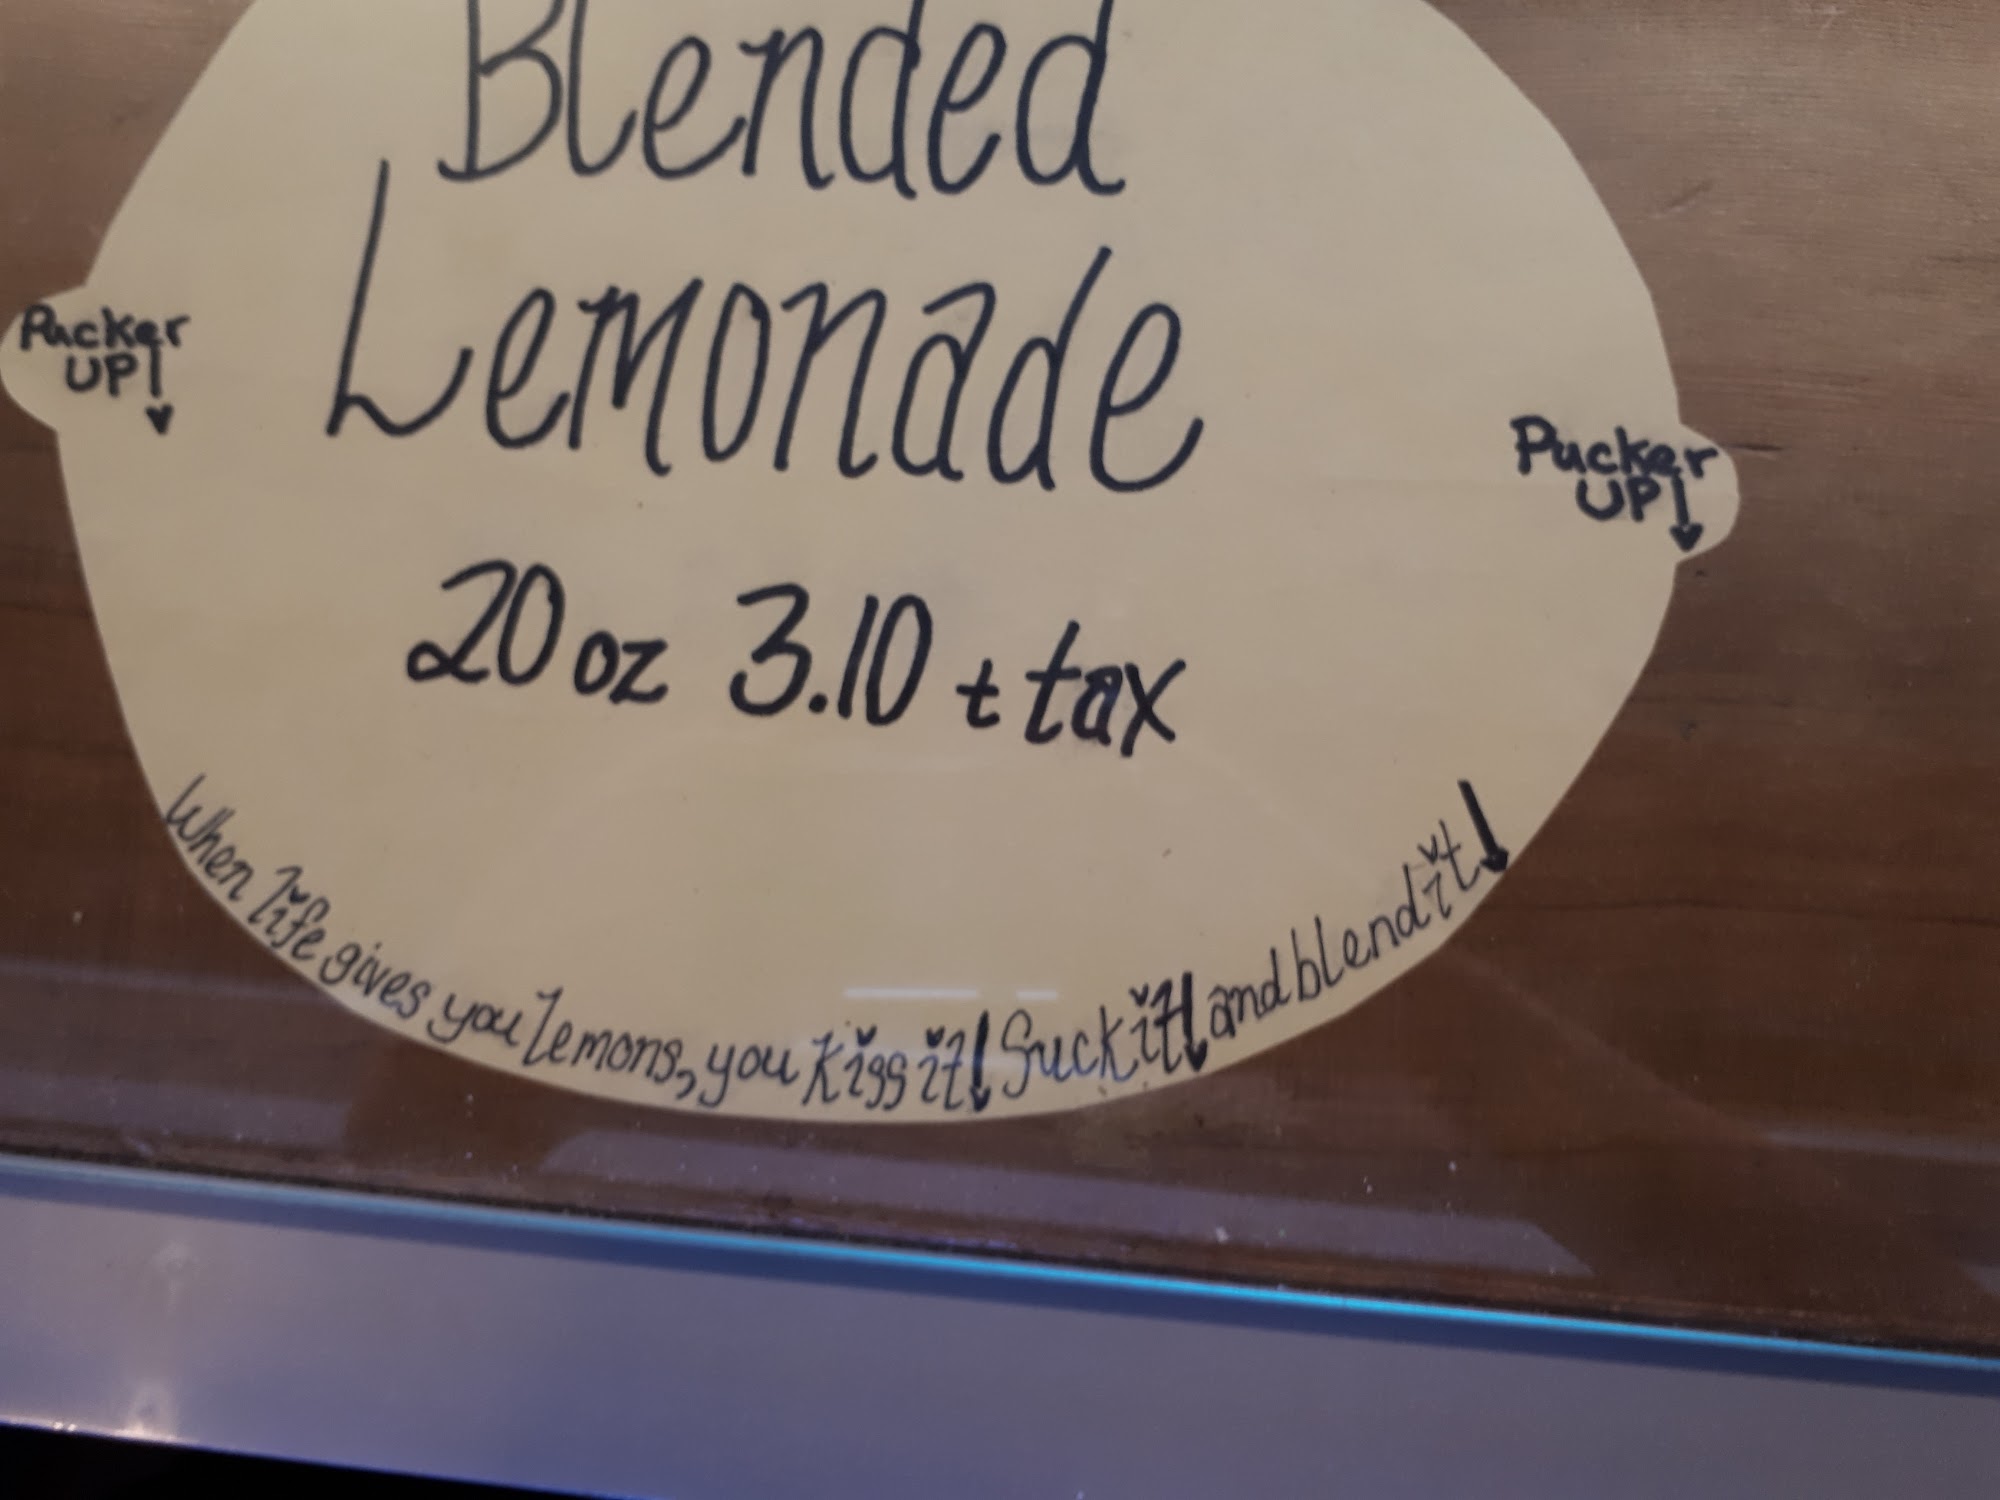 Blended
Lemonade
Pucker
UP!
Pucker
UP!
20 oz 3.10 + tax
When life gives you lemons, you kiss it! Suck it! and blend it!